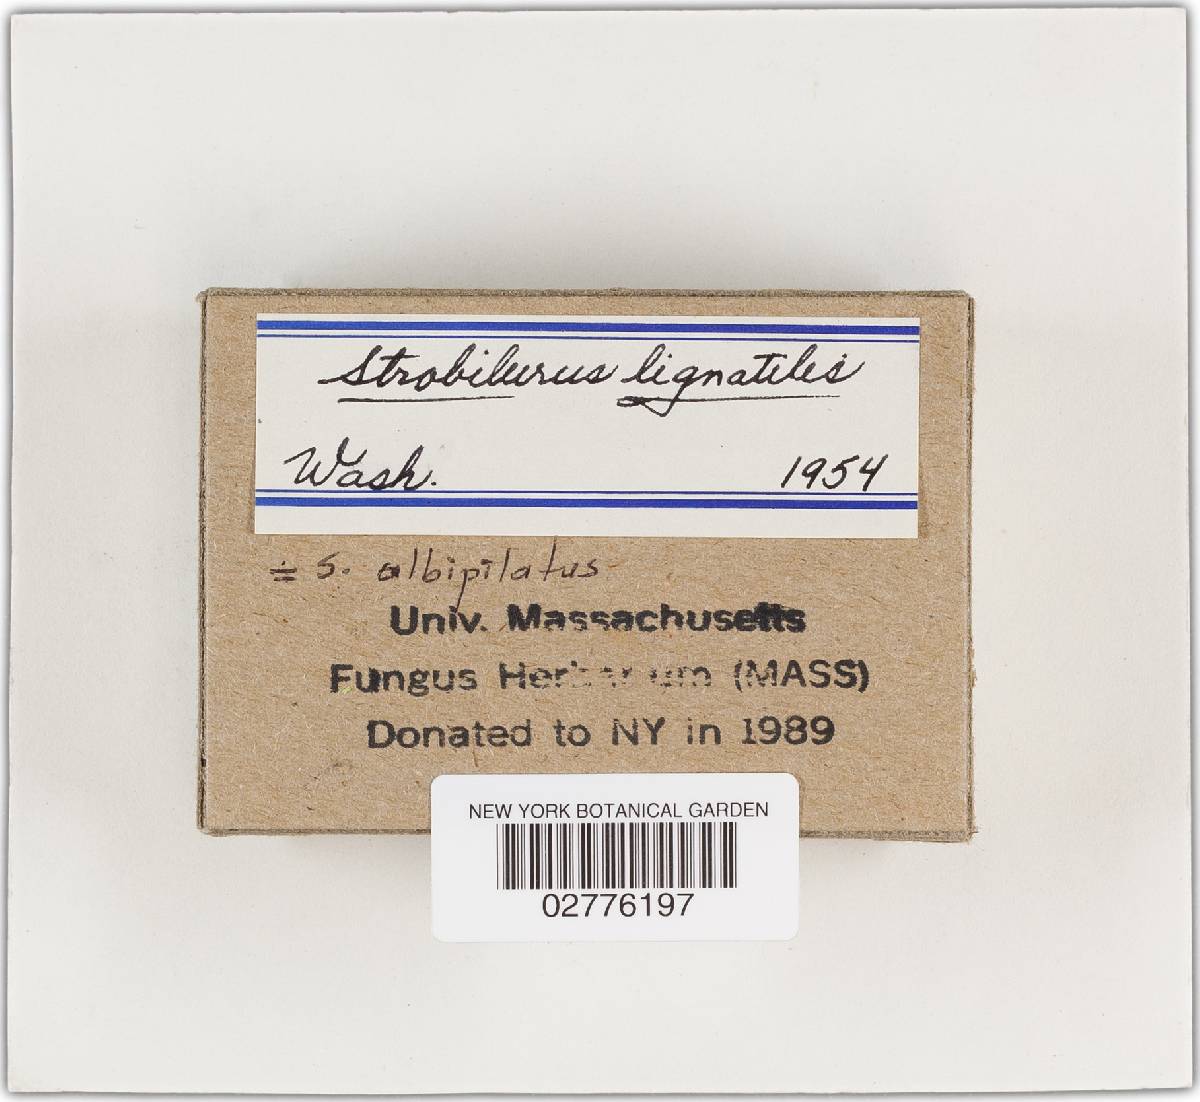 Strobilurus lignatilis
Wash. 1954
≐ S. albipilatus
Univ. Massachusetts
Fungus Herbarium (MASS)
Donated to NY in 1989
NEW YORK BOTANICAL GARDEN
02776197